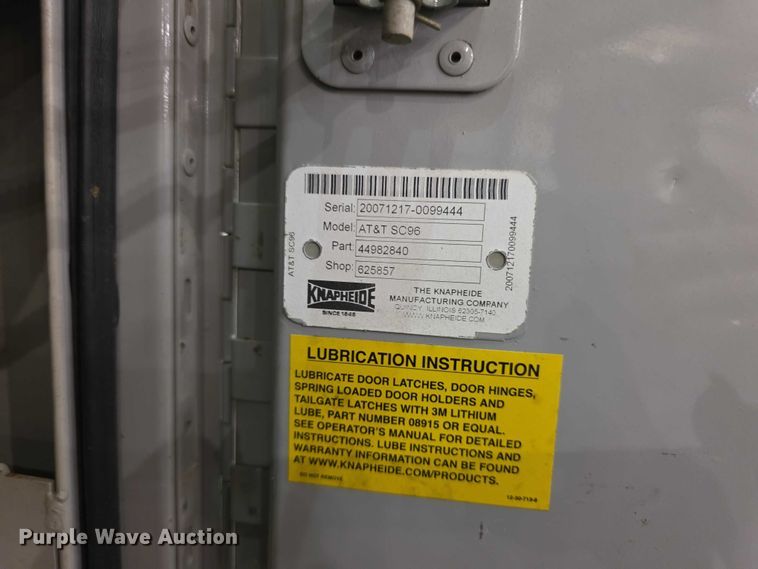 Serial: 20071217-0099444
Model: AT&T SC96
Part: 44982840
Shop: 625857
AT&T SC96
200712170099444
KNAPHEIDE
SINCE 1848
THE KNAPHEIDE
MANUFACTURING COMPANY
QUINCY, ILLINOIS 62305-7140
WWW.KNAPHEIDE.COM
LUBRICATION INSTRUCTION
LUBRICATE DOOR LATCHES, DOOR HINGES,
SPRING LOADED DOOR HOLDERS AND
TAILGATE LATCHES WITH 3M LITHIUM
LUBE, PART NUMBER 08915 OR EQUAL.
SEE OPERATOR'S MANUAL FOR DETAILED
INSTRUCTIONS. LUBE INSTRUCTIONS AND
WARRANTY INFORMATION CAN BE FOUND
AT WWW.KNAPHEIDE.COM/PRODUCTS.
DO NOT REMOVE
Purple Wave Auction